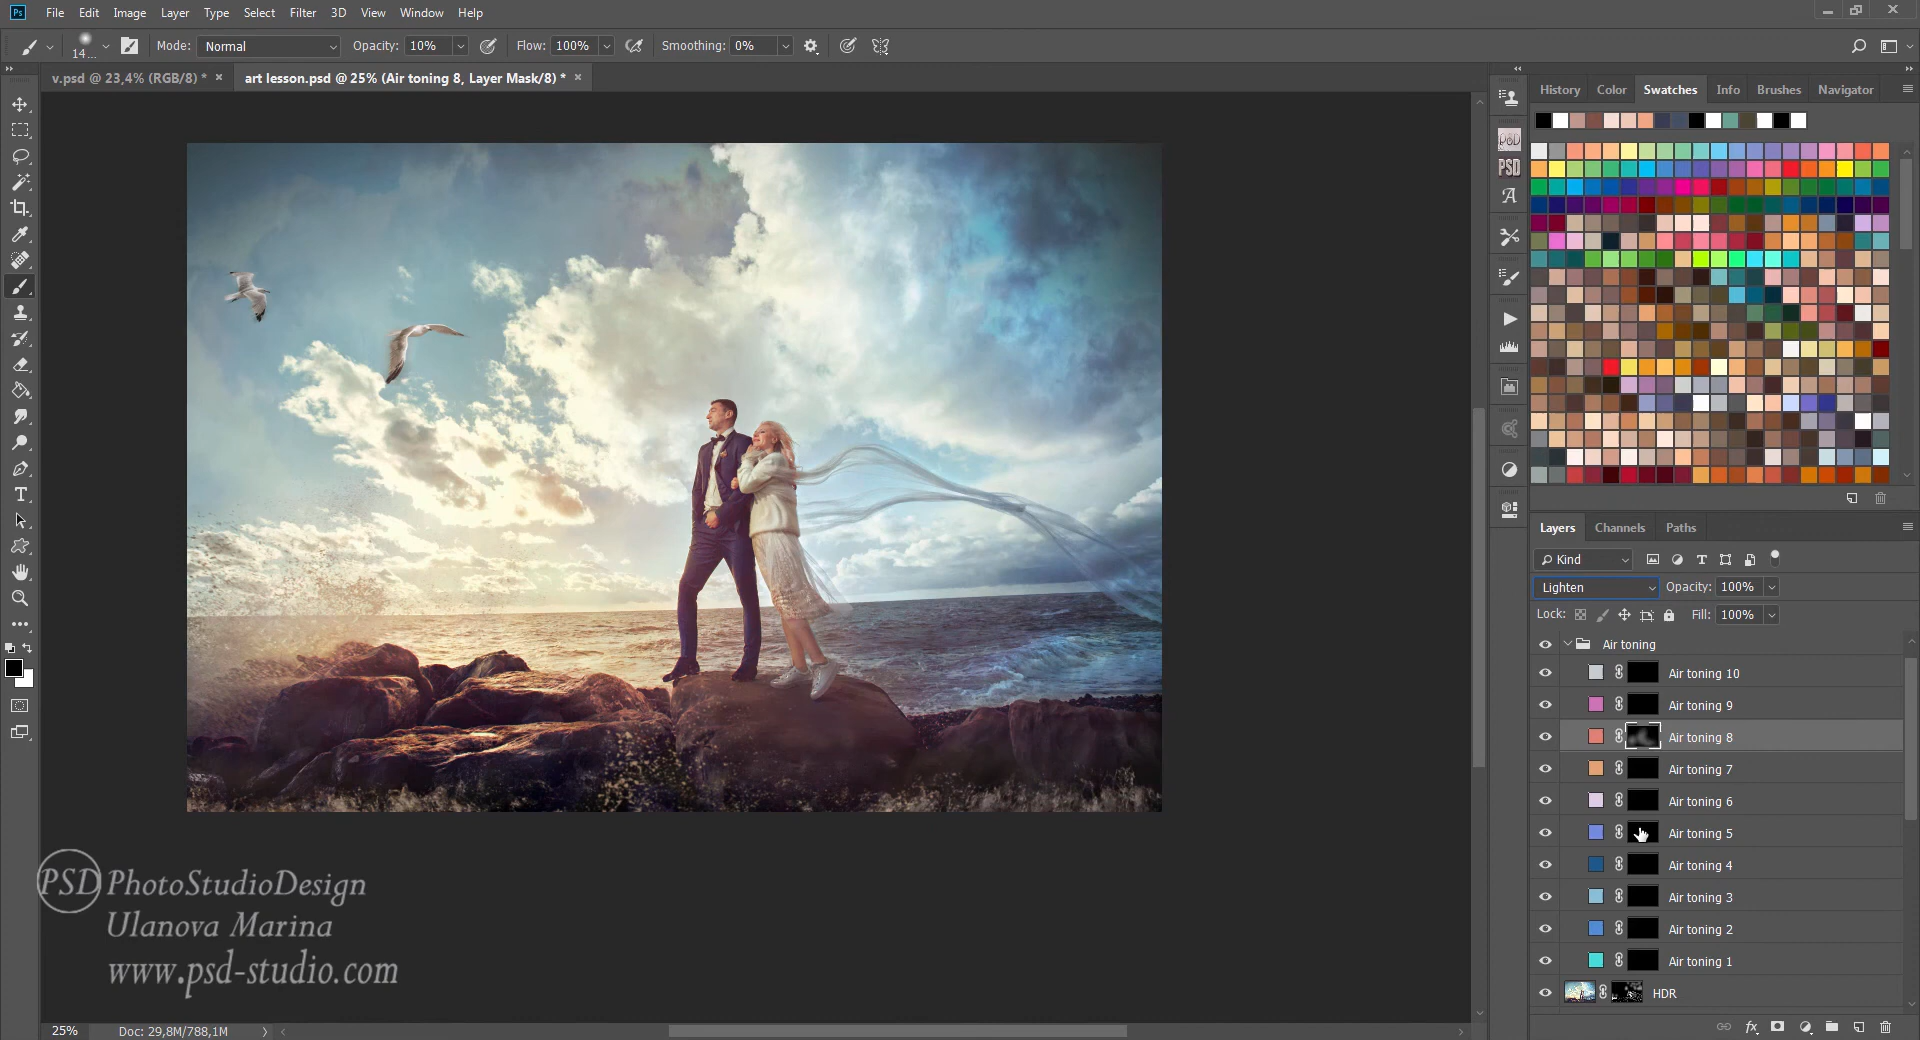 Ps File Edit Image Layer Type Select Filter 3D View Window Help
14... Mode: Normal Opacity: 10% Flow: 100% Smoothing: 0%
v.psd @ 23,4% (RGB/8) * × art lesson.psd @ 25% (Air toning 8, Layer Mask/8) * ×
History Color Swatches Info Brushes Navigator
PSD
PSD
A
Layers Channels Paths
Kind
Lighten Opacity: 100%
Lock: Fill: 100%
Air toning
Air toning 10
Air toning 9
Air toning 8
Air toning 7
Air toning 6
Air toning 5
Air toning 4
Air toning 3
Air toning 2
Air toning 1
HDR
PSD PhotoStudioDesign
Ulanova Marina
www.psd-studio.com
25% Doc: 29,8M/788,1M